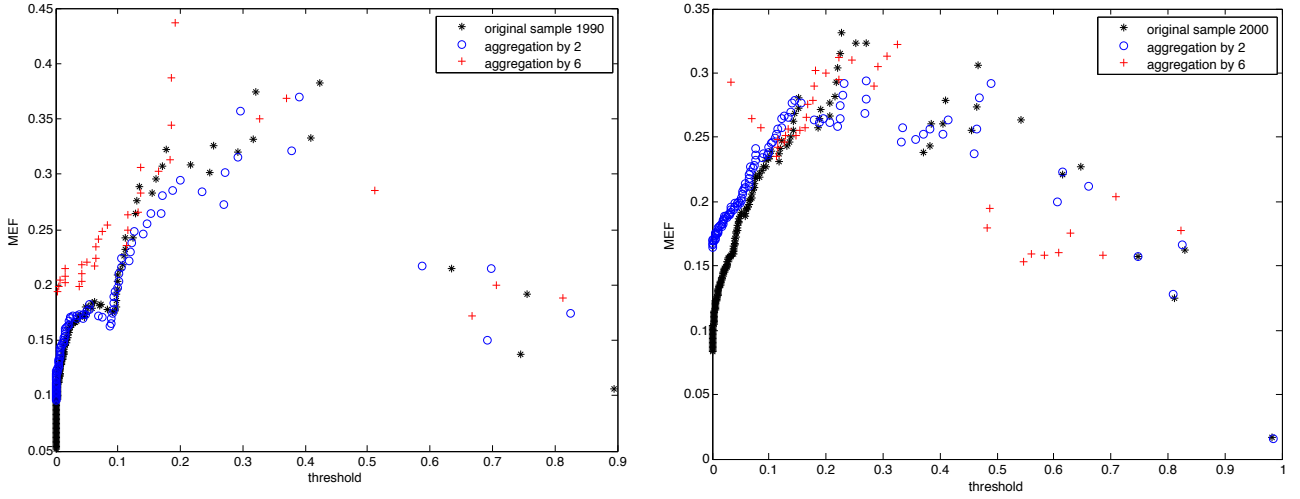 0.45
0.4
0.35
0.3
0.25
0.2
0.15
0.1
0.05
MEF
original sample 1990
aggregation by 2
aggregation by 6
0 0.1 0.2 0.3 0.4 0.5 0.6 0.7 0.8 0.9
threshold
0.35
0.3
0.25
0.2
0.15
0.1
0.05
0
MEF
original sample 2000
aggregation by 2
aggregation by 6
0 0.1 0.2 0.3 0.4 0.5 0.6 0.7 0.8 0.9 1
threshold